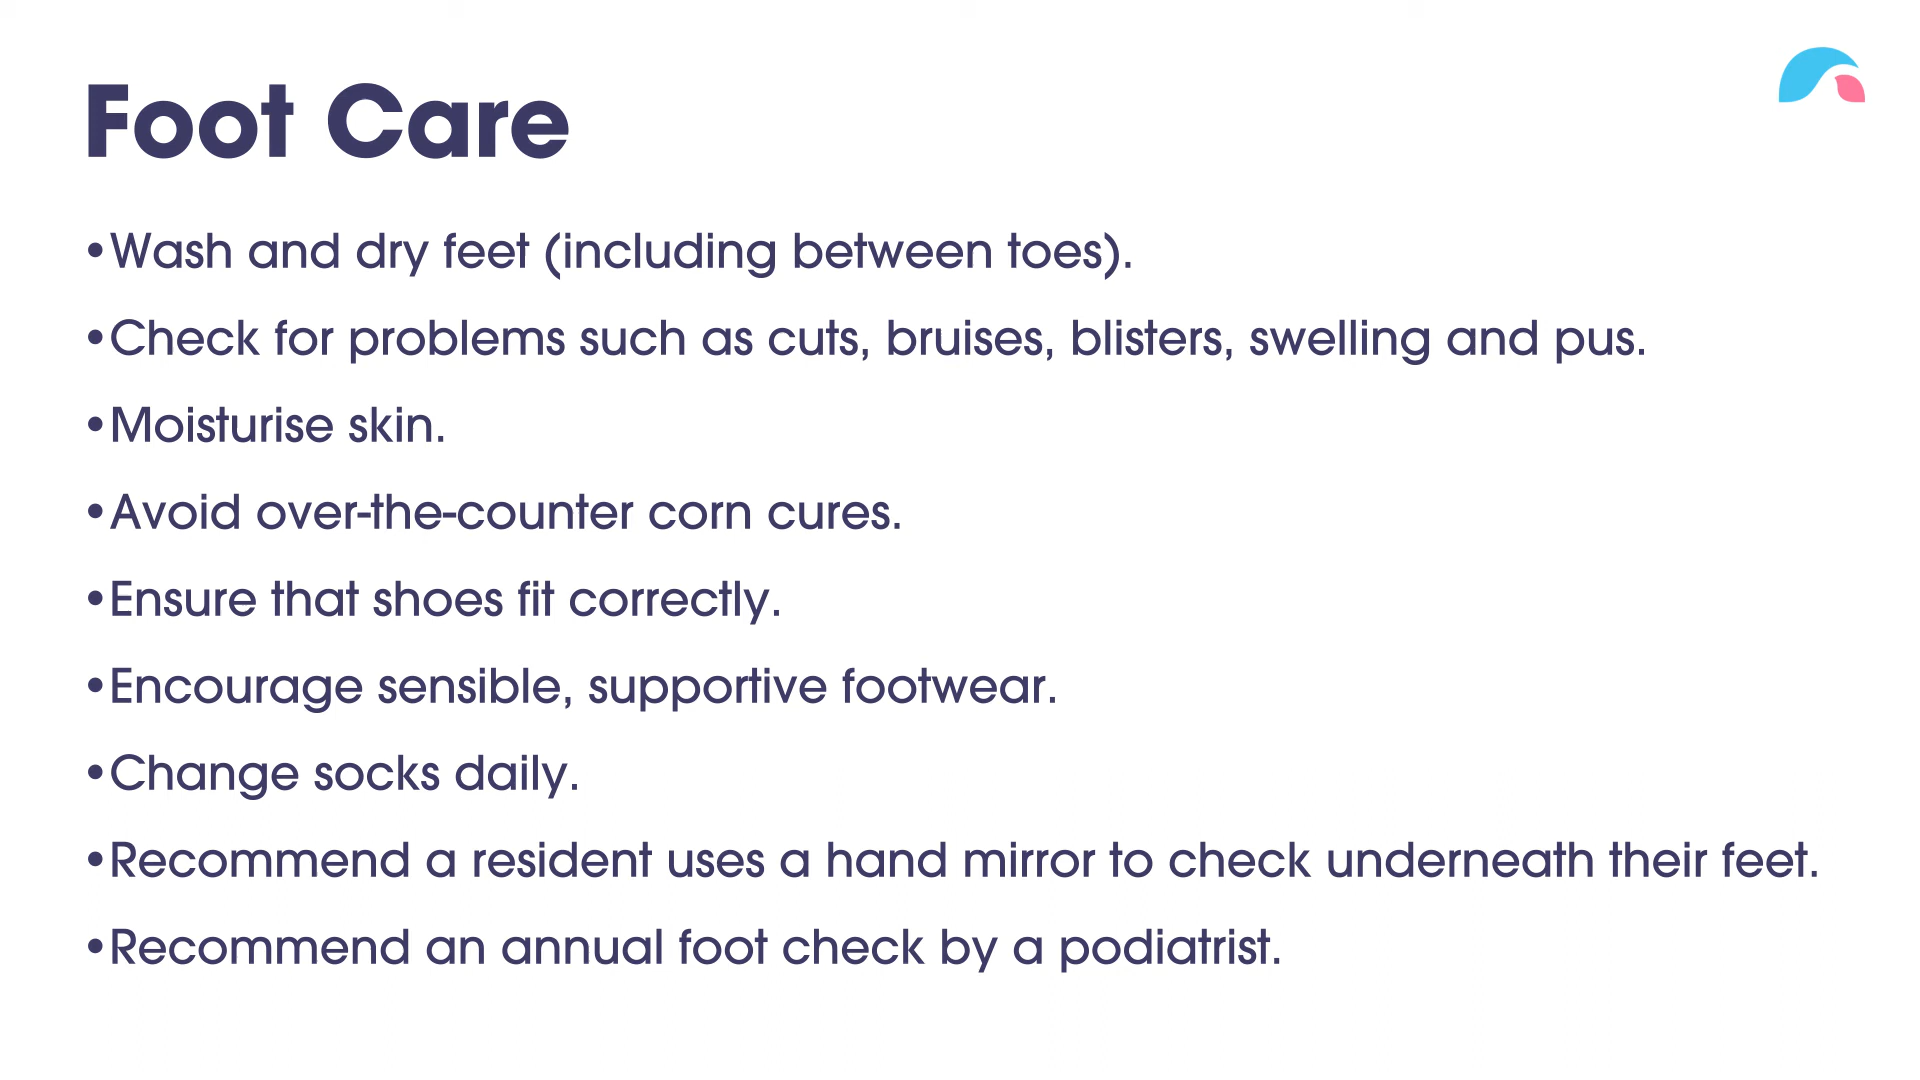 Foot Care
•Wash and dry feet (including between toes).
•Check for problems such as cuts, bruises, blisters, swelling and pus.
•Moisturise skin.
•Avoid over-the-counter corn cures.
•Ensure that shoes fit correctly.
•Encourage sensible, supportive footwear.
•Change socks daily.
•Recommend a resident uses a hand mirror to check underneath their feet.
•Recommend an annual foot check by a podiatrist.